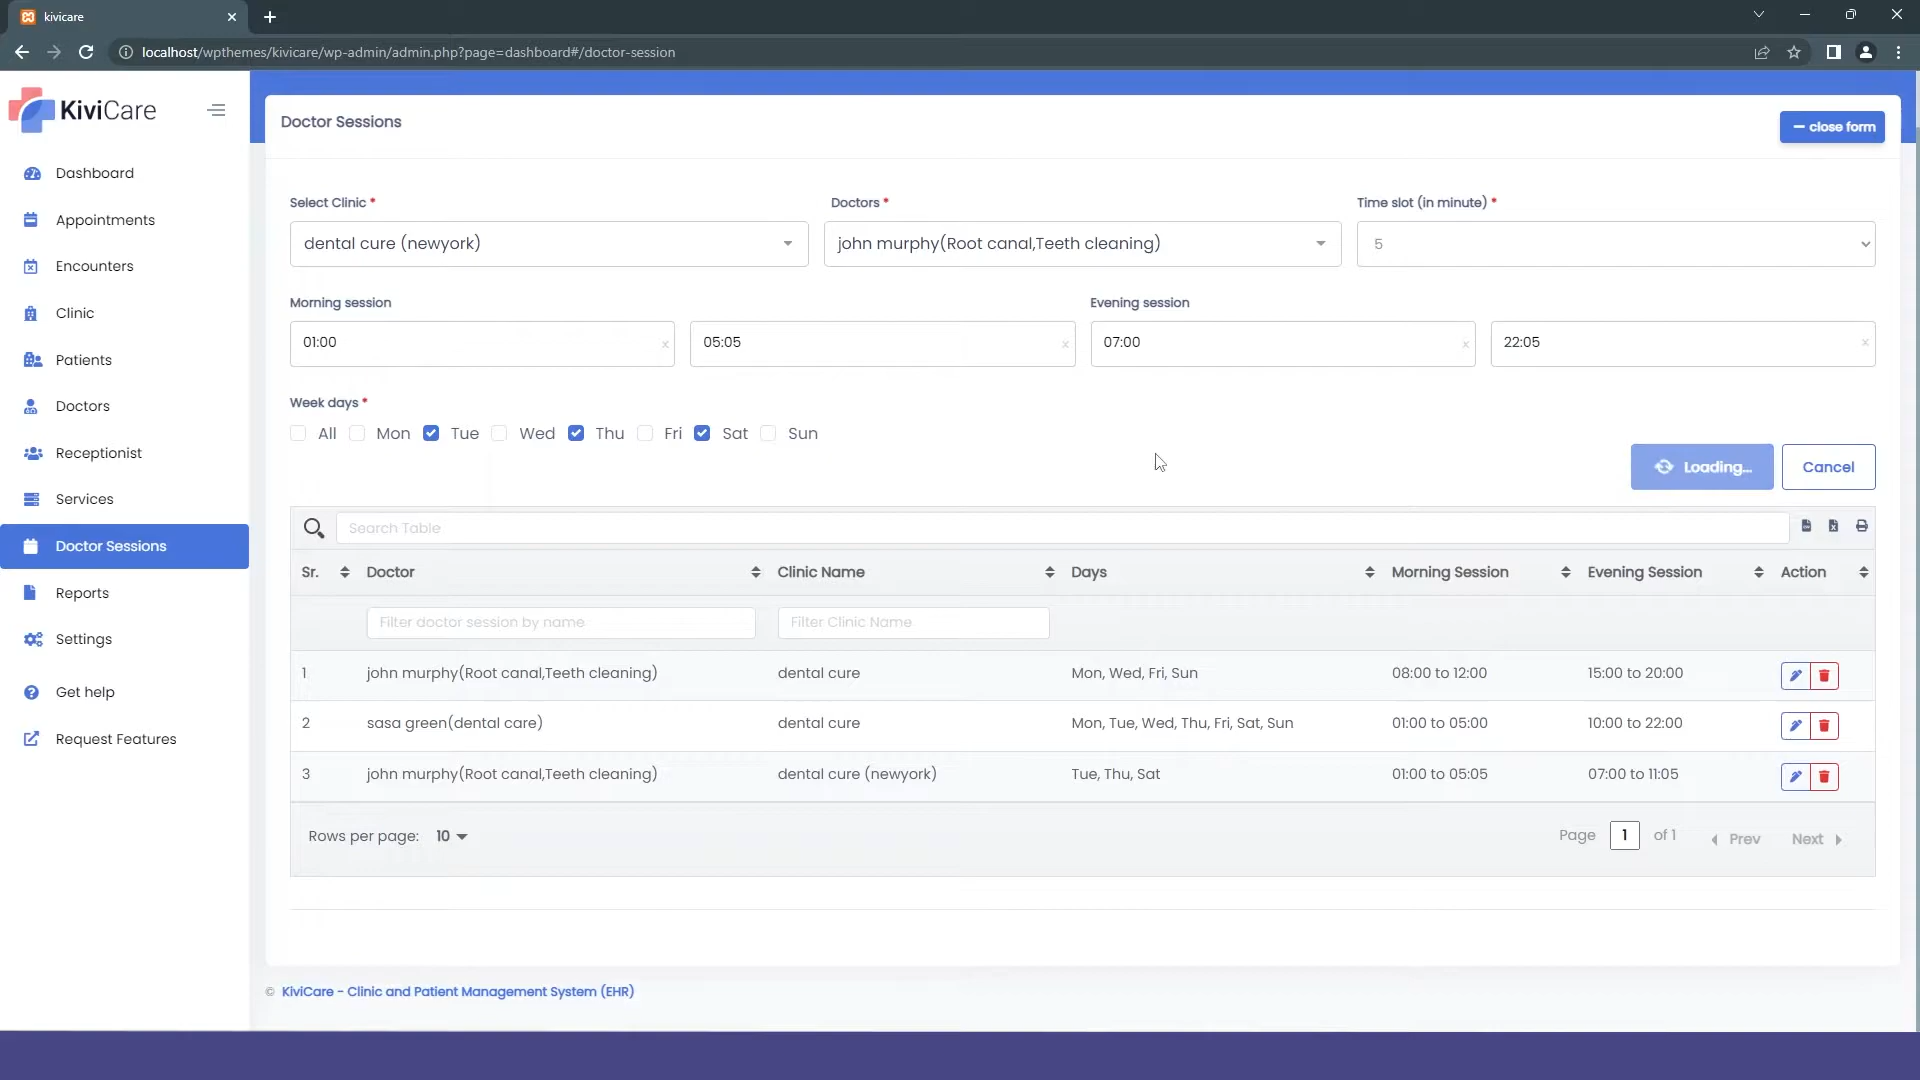 kivicare
localhost/wpthemes/kivicare/wp-admin/admin.php?page=dashboard#/doctor-session
KiviCare
Doctor Sessions
close form
Dashboard
Appointments
Encounters
Clinic
Patients
Doctors
Receptionist
Services
Doctor Sessions
Reports
Settings
Get help
Request Features
Select Clinic * Doctors * Time slot (in minute) *
dental cure (newyork) john murphy(Root canal,Teeth cleaning) 5
Morning session Evening session
01:00 x 05:05 x 07:00 x 22:05 x
Week days *
All Mon Tue Wed Thu Fri Sat Sun
Loading... Cancel
Search Table
Sr. Doctor Clinic Name Days Morning Session Evening Session Action
Filter doctor session by name Filter Clinic Name
1 john murphy(Root canal,Teeth cleaning) dental cure Mon, Wed, Fri, Sun 08:00 to 12:00 15:00 to 20:00
2 sasa green(dental care) dental cure Mon, Tue, Wed, Thu, Fri, Sat, Sun 01:00 to 05:00 10:00 to 22:00
3 john murphy(Root canal,Teeth cleaning) dental cure (newyork) Tue, Thu, Sat 01:00 to 05:05 07:00 to 11:05
Rows per page: 10 Page 1 of 1 Prev Next
© KiviCare - Clinic and Patient Management System (EHR)